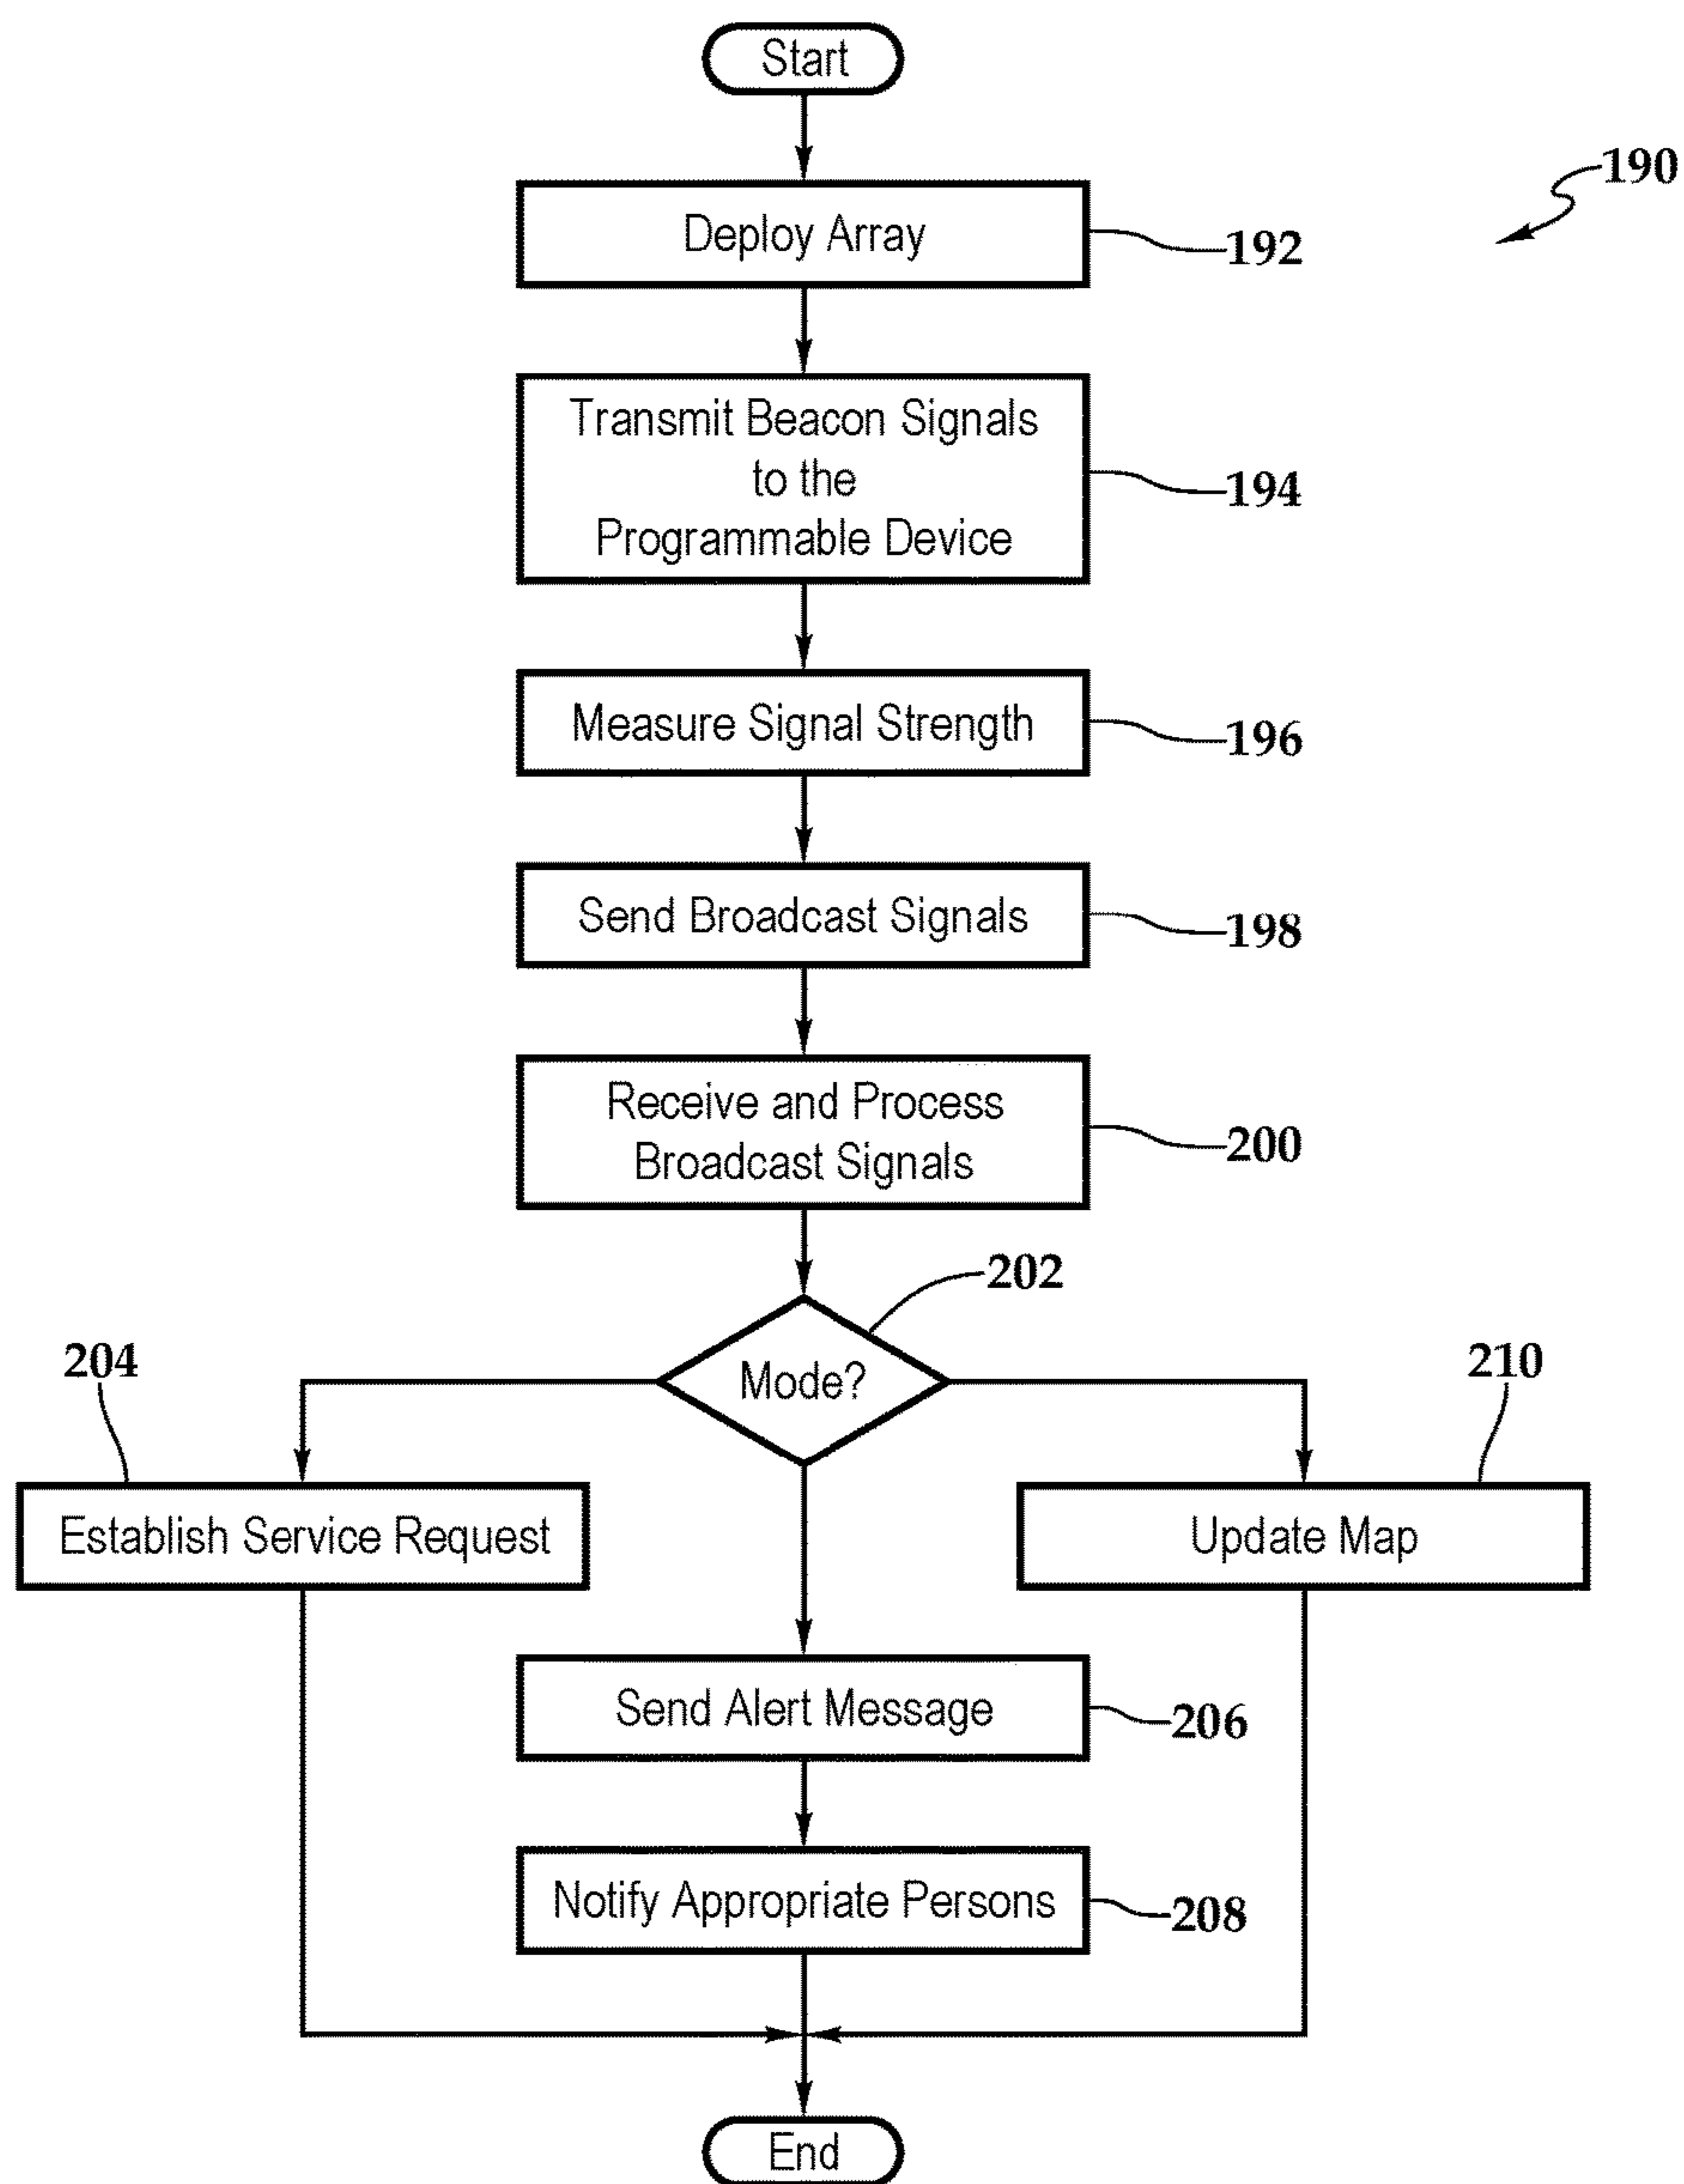 Start
190
Deploy Array
192
Transmit Beacon Signals
to the
Programmable Device
194
Measure Signal Strength
196
Send Broadcast Signals
198
Receive and Process
Broadcast Signals
200
202
Mode?
204
210
Establish Service Request
Update Map
Send Alert Message
206
Notify Appropriate Persons
208
End